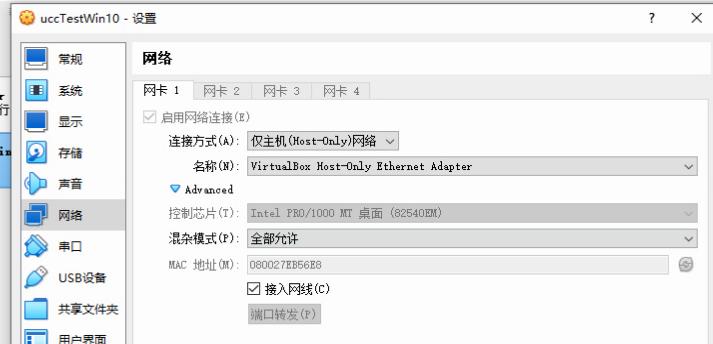 uccTestWin10 - 设置
? ×
常规
系统
显示
存储
声音
网络
串口
USB设备
共享文件夹
用户界面
行
in
网络
网卡 1 网卡 2 网卡 3 网卡 4
启用网络连接(E)
连接方式(A): 仅主机(Host-Only)网络
名称(N): VirtualBox Host-Only Ethernet Adapter
Advanced
控制芯片(T): Intel PRO/1000 MT 桌面 (82540EM)
混杂模式(P): 全部允许
MAC 地址(M): 080027EB56E8
接入网线(C)
端口转发(P)